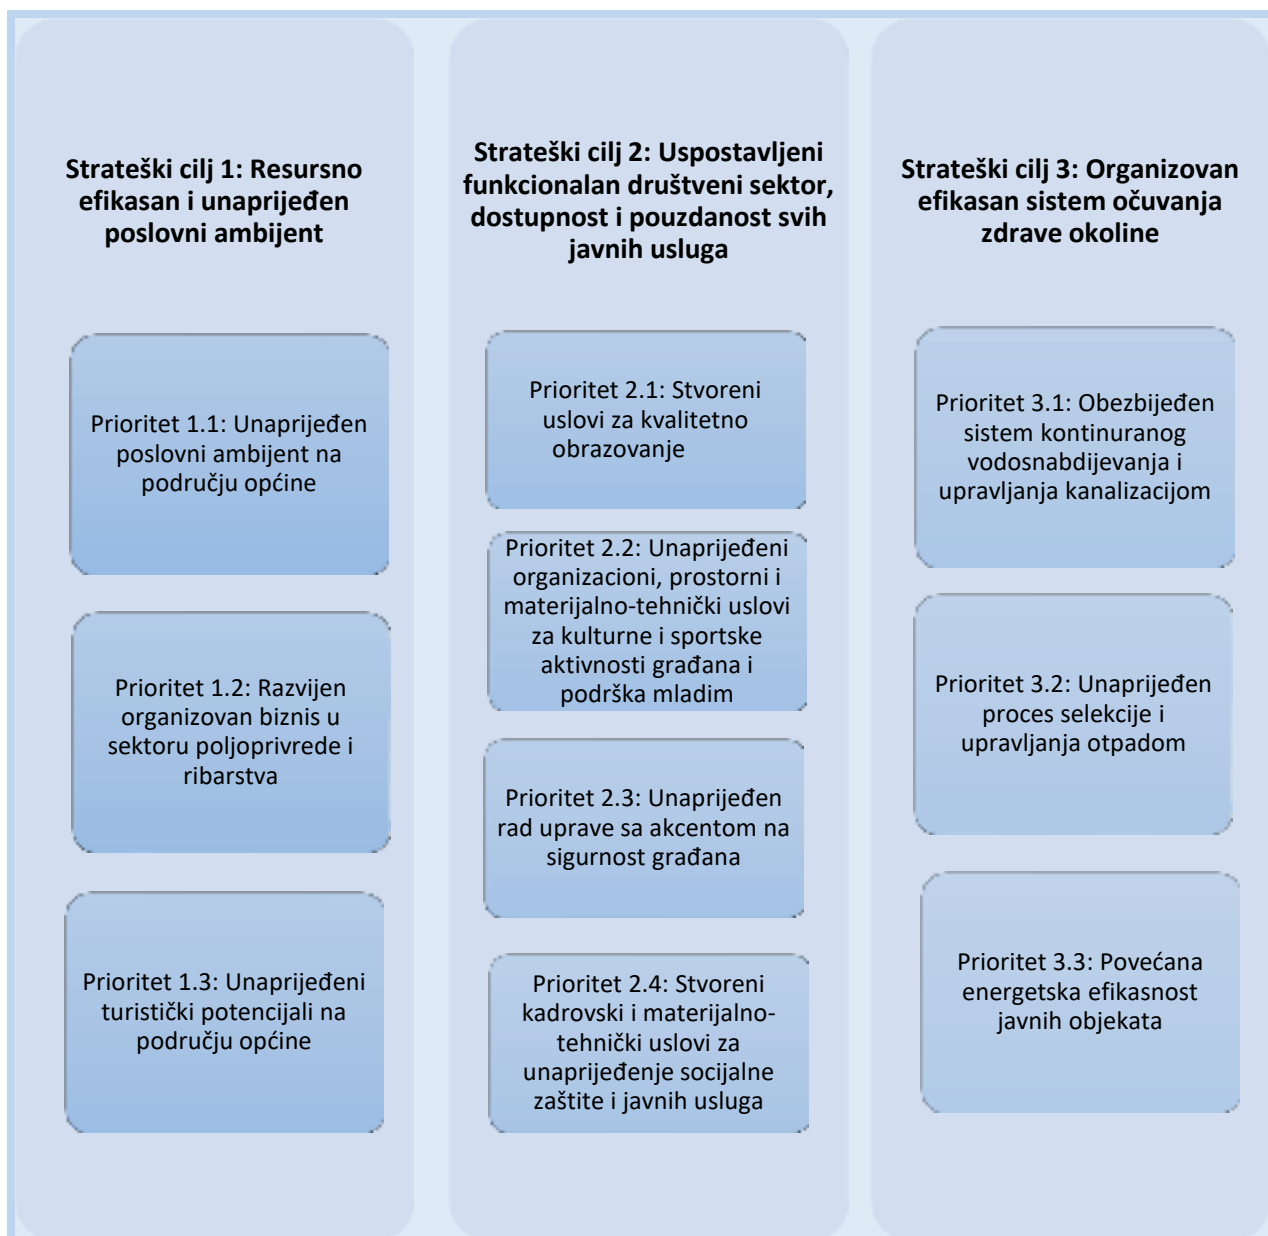 Strateški cilj 1: Resursno
efikasan i unaprijeđen
poslovni ambijent
Prioritet 1.1: Unaprijeđen
poslovni ambijent na
području općine
Prioritet 1.2: Razvijen
organizovan biznis u
sektoru poljoprivrede i
ribarstva
Prioritet 1.3: Unaprijeđeni
turistički potencijali na
području općine
Strateški cilj 2: Uspostavljeni
funkcionalan društveni sektor,
dostupnost i pouzdanost svih
javnih usluga
Prioritet 2.1: Stvoreni
uslovi za kvalitetno
obrazovanje
Prioritet 2.2: Unaprijeđeni
organizacioni, prostorni i
materijalno-tehnički uslovi
za kulturne i sportske
aktivnosti građana i
podrška mladim
Prioritet 2.3: Unaprijeđen
rad uprave sa akcentom na
sigurnost građana
Prioritet 2.4: Stvoreni
kadrovski i materijalno-
tehnički uslovi za
unaprijeđenje socijalne
zaštite i javnih usluga
Strateški cilj 3: Organizovan
efikasan sistem očuvanja
zdrave okoline
Prioritet 3.1: Obezbijeđen
sistem kontinuranog
vodosnabdijevanja i
upravljanja kanalizacijom
Prioritet 3.2: Unaprijeđen
proces selekcije i
upravljanja otpadom
Prioritet 3.3: Povećana
energetska efikasnost
javnih objekata